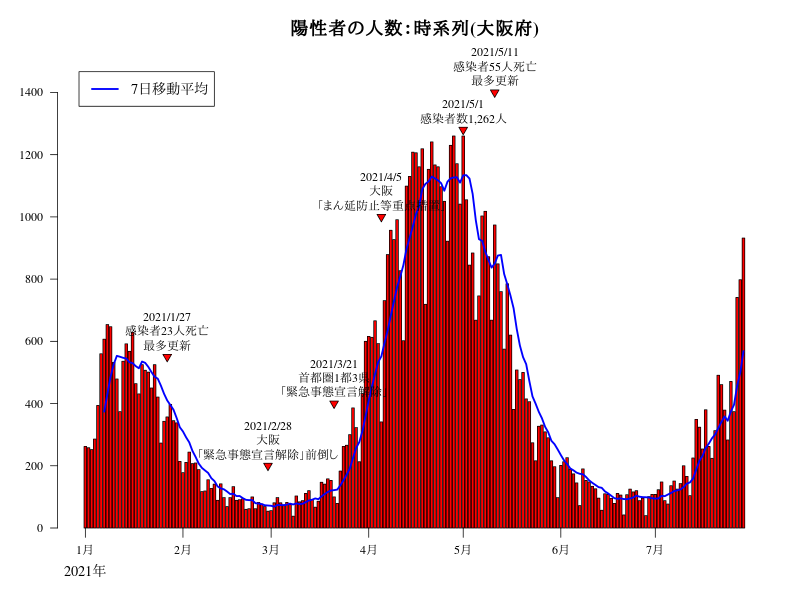 陽性者の人数：時系列(大阪府)
2021/5/11
感染者55人死亡
最多更新
7日移動平均
2021/5/1
感染者数1,262人
2021/4/5
大阪
「まん延防止等重点措置」
2021/1/27
感染者23人死亡
最多更新
2021/3/21
首都圏1都3県
「緊急事態宣言解除」
2021/2/28
大阪
「緊急事態宣言解除」前倒し
1400
1200
1000
800
600
400
200
0
1月
2月
3月
4月
5月
6月
7月
2021年